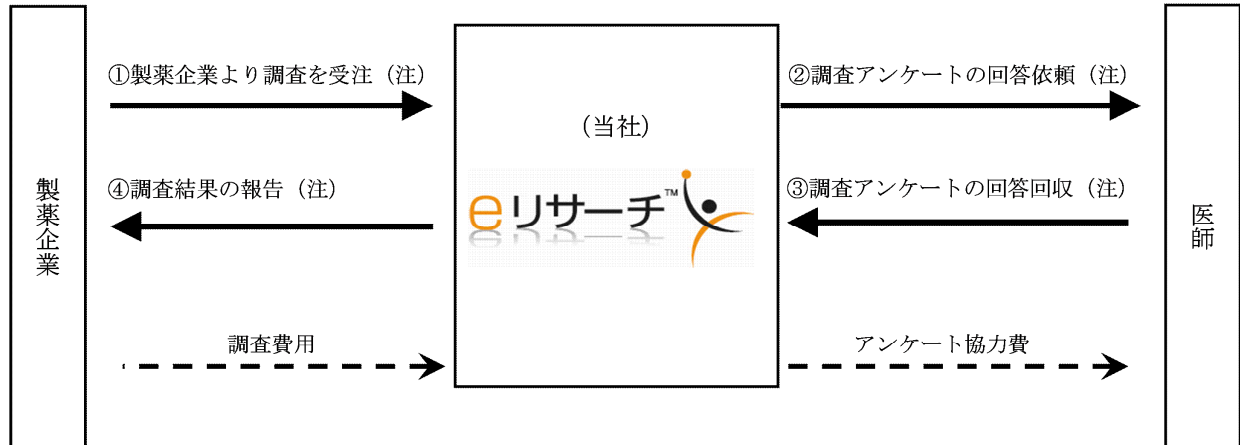 製薬企業
①製薬企業より調査を受注（注）
④調査結果の報告（注）
調査費用
（当社）
eリサーチ™
②調査アンケートの回答依頼（注）
③調査アンケートの回答回収（注）
アンケート協力費
医師